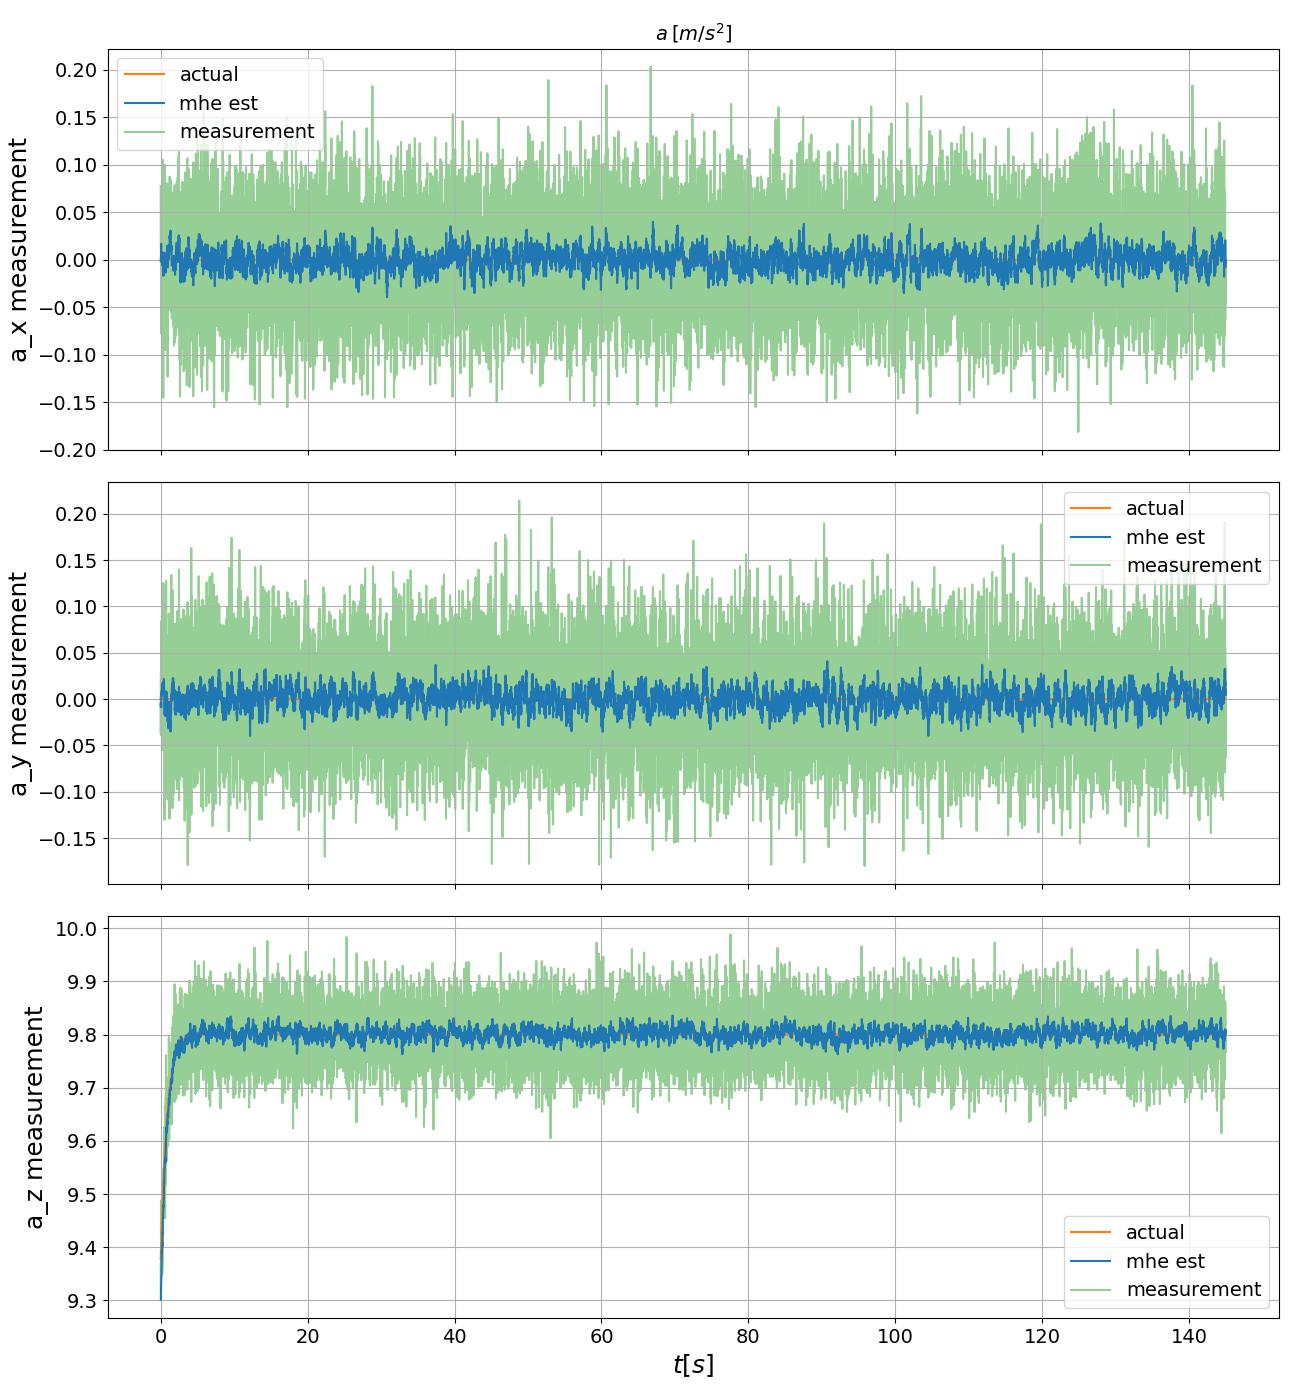 a [m/s²]
a_x measurement
0.20
0.15
0.10
0.05
0.00
−0.05
−0.10
−0.15
−0.20
actual
mhe est
measurement
a_y measurement
0.20
0.15
0.10
0.05
0.00
−0.05
−0.10
−0.15
actual
mhe est
measurement
a_z measurement
10.0
9.9
9.8
9.7
9.6
9.5
9.4
9.3
actual
mhe est
measurement
0 20 40 60 80 100 120 140
t[s]